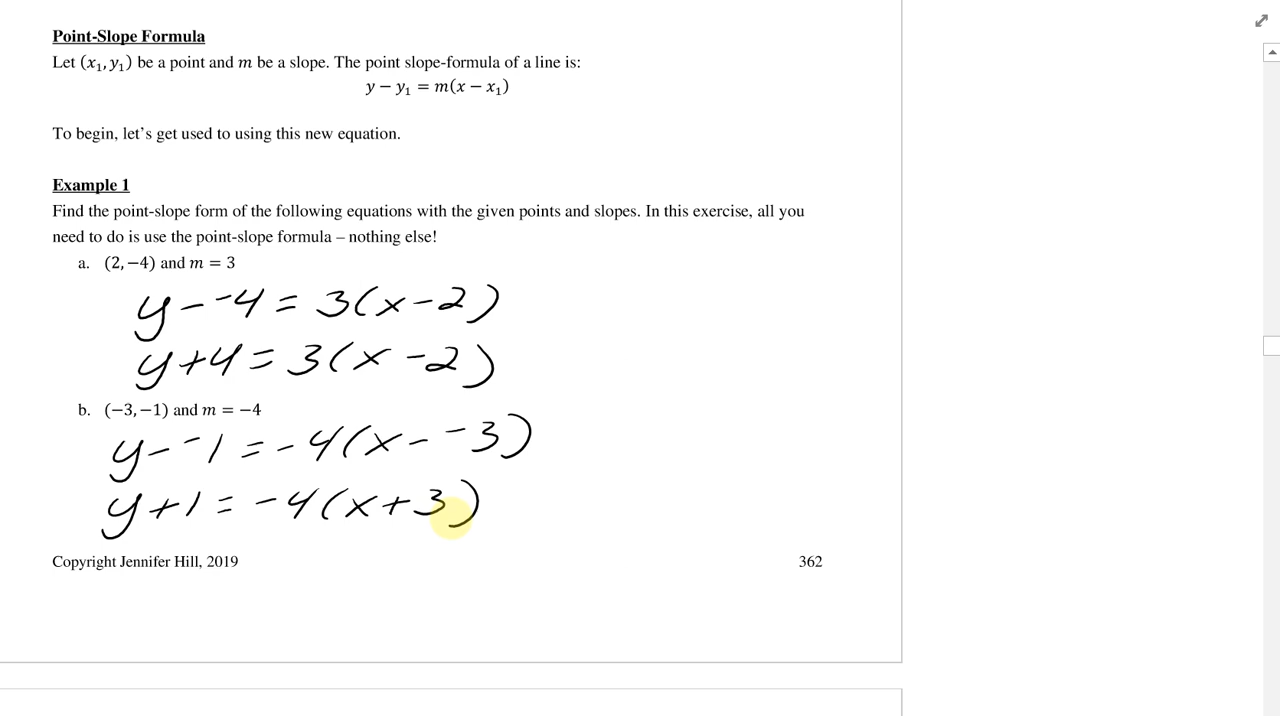 Point-Slope Formula
Let (x₁, y₁) be a point and m be a slope. The point slope-formula of a line is:
y − y₁ = m(x − x₁)
To begin, let's get used to using this new equation.
Example 1
Find the point-slope form of the following equations with the given points and slopes. In this exercise, all you
need to do is use the point-slope formula – nothing else!
a. (2, −4) and m = 3
y - -4 = 3(x-2)
y+4 = 3(x -2)
b. (−3, −1) and m = −4
y - -1 = -4(x - -3)
y+1 = -4(x+3)
Copyright Jennifer Hill, 2019 362